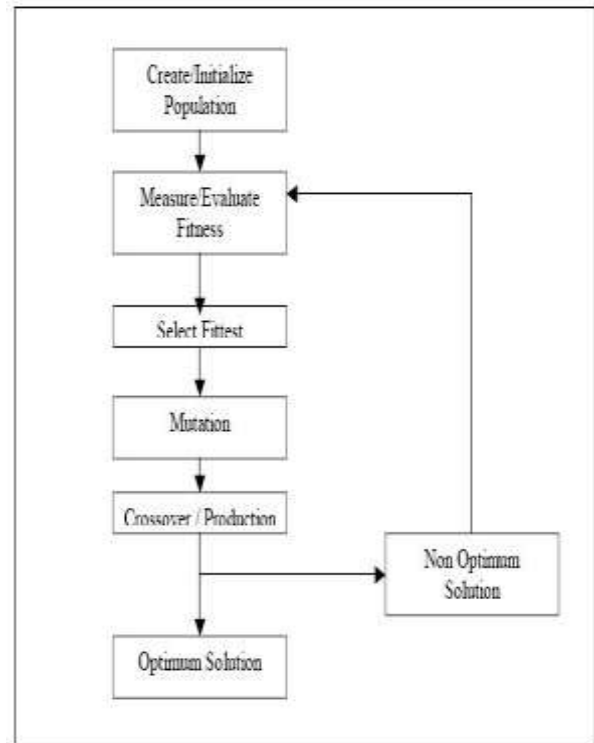 Create/Initialize
Population
Measure/Evaluate
Fitness
Select Fittest
Mutation
Crossover / Production
Non Optimum
Solution
Optimum Solution